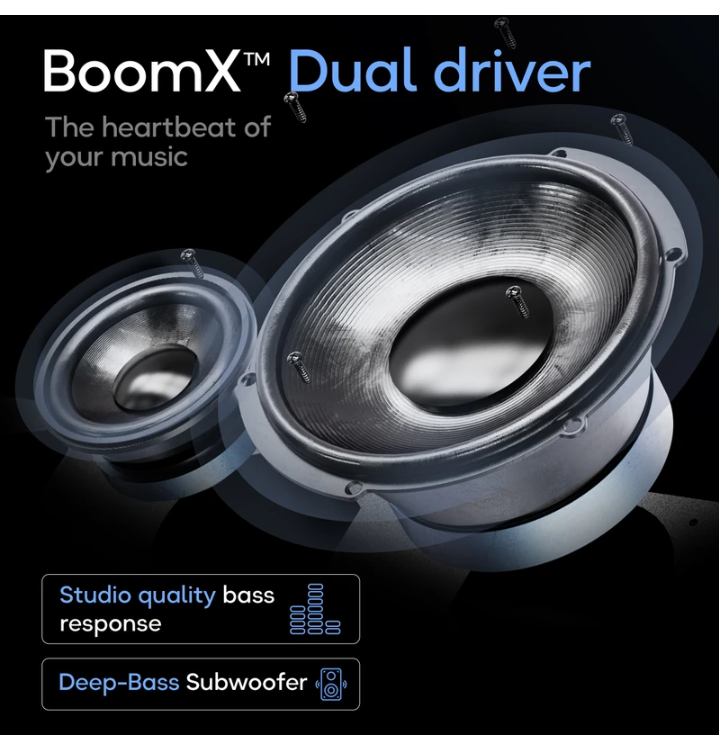 BoomX™ Dual driver
The heartbeat of
your music
Studio quality bass
response
Deep-Bass Subwoofer